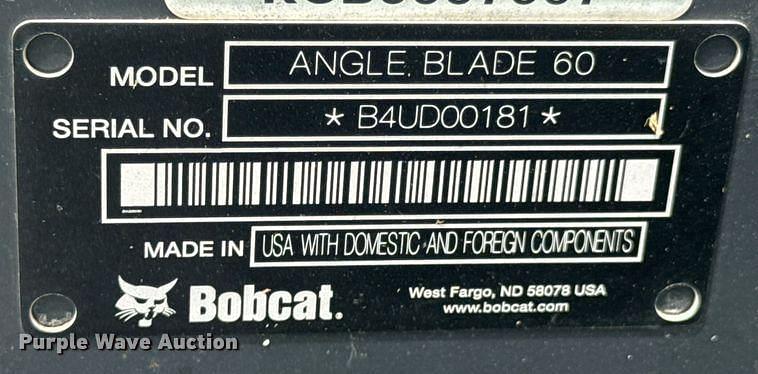 MODEL ANGLE BLADE 60
SERIAL NO. * B4UD00181 *
MADE IN USA WITH DOMESTIC AND FOREIGN COMPONENTS
Bobcat. West Fargo, ND 58078 USA
www.bobcat.com
Purple Wave Auction